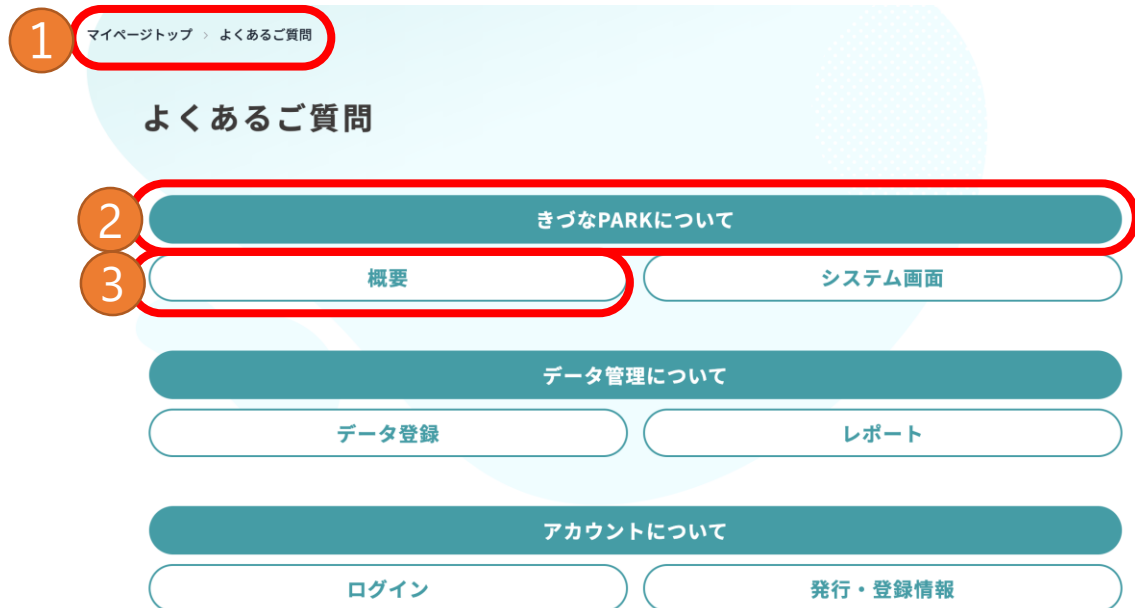 1
マイページトップ > よくあるご質問
よくあるご質問
2
きづなPARKについて
3
概要
システム画面
データ管理について
データ登録
レポート
アカウントについて
ログイン
発行・登録情報